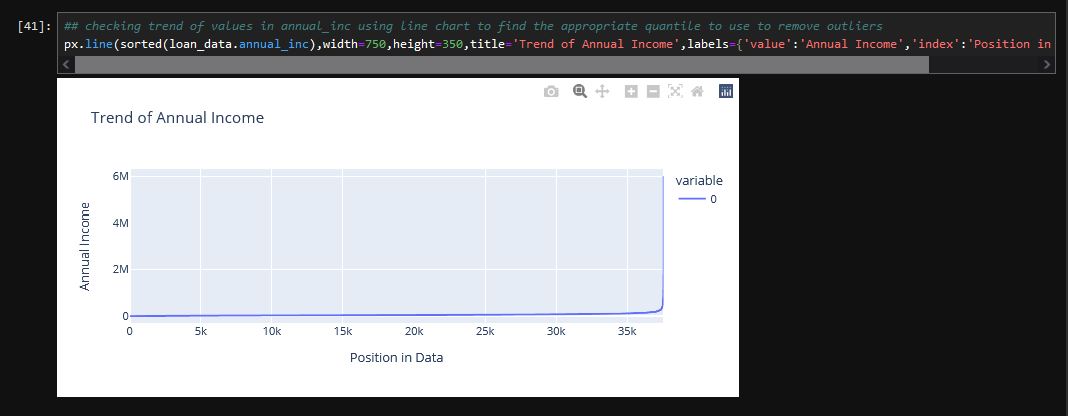 [41]:
## checking trend of values in annual_inc using line chart to find the appropriate quantile to use to remove outliers
px.line(sorted(loan_data.annual_inc),width=750,height=350,title='Trend of Annual Income',labels={'value':'Annual Income','index':'Position in
Trend of Annual Income
variable
0
6M
4M
2M
0
Annual Income
0 5k 10k 15k 20k 25k 30k 35k
Position in Data